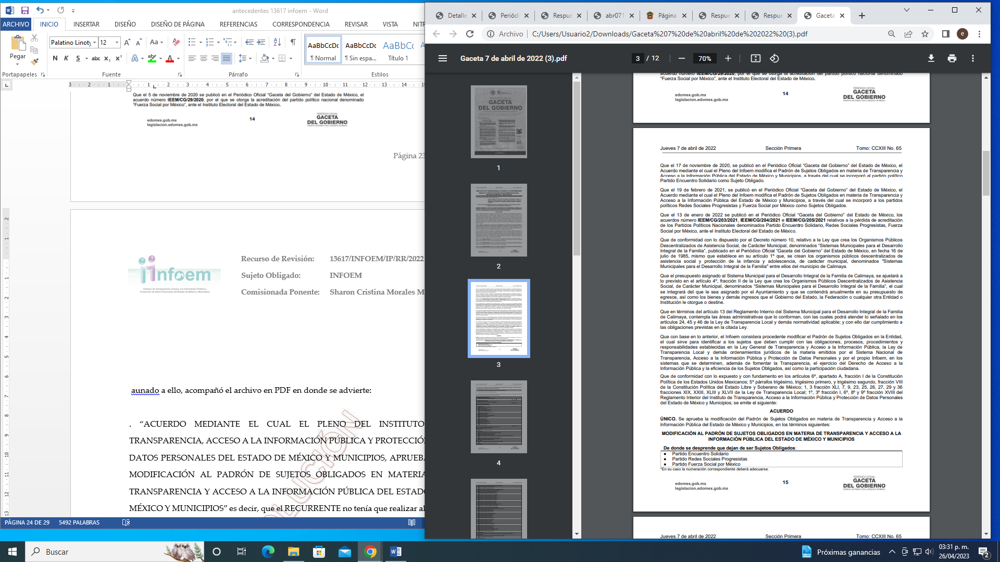 antecedentes 13617 infoem - Word
ARCHIVO INICIO INSERTAR DISEÑO DISEÑO DE PÁGINA REFERENCIAS CORRESPONDENCIA REVISAR VISTA NITR
Pegar
Palatino Linoty 12
N K S abc x₂ x²
AaBbCcDc AaBbCcDc AaBbCc
¶ Normal ¶ Sin espa... Título 1
Portapapeles Fuente Párrafo Estilos
Que el 5 de noviembre de 2020 se publicó en el Periódico Oficial "Gaceta del Gobierno" del Estado de México, el
acuerdo número IEEM/CG/29/2020, por el que se otorga la acreditación del partido político nacional denominado
"Fuerza Social por México", ante el Instituto Electoral del Estado de México.
edomex.gob.mx
legislacion.edomex.gob.mx
14
PERIÓDICO OFICIAL
GACETA
DEL GOBIERNO
Página 23
infoem
Instituto de Transparencia, Acceso a la Información Pública y
Protección de Datos Personales del Estado de México y Municipios
Recurso de Revisión: 13617/INFOEM/IP/RR/2022
Sujeto Obligado: INFOEM
Comisionada Ponente: Sharon Cristina Morales M
aunado a ello, acompañó el archivo en PDF en donde se advierte:
. “ACUERDO MEDIANTE EL CUAL EL PLENO DEL INSTITUTO
TRANSPARENCIA, ACCESO A LA INFORMACIÓN PÚBLICA Y PROTECCIÓN
DATOS PERSONALES DEL ESTADO DE MÉXICO Y MUNICIPIOS, APRUEBA
MODIFICACIÓN AL PADRÓN DE SUJETOS OBLIGADOS EN MATERIA
TRANSPARENCIA Y ACCESO A LA INFORMACIÓN PÚBLICA DEL ESTADO
MÉXICO Y MUNICIPIOS” es decir, que el RECURRENTE no tenía que realizar al
PÁGINA 24 DE 29 5492 PALABRAS
Detalle Periódi Respue abr071 Página Respue Respue Gaceta
Archivo C:/Users/Usuario2/Downloads/Gaceta%207%20de%20abril%20de%202022%20(3).pdf
e
Gaceta 7 de abril de 2022 (3).pdf 3 / 12 70%
1
2
3
4
acuerdo número IEEM/CG/29/2020, por el que se otorga la acreditación del partido político nacional denominado
"Fuerza Social por México", ante el Instituto Electoral del Estado de México.
edomex.gob.mx
legislacion.edomex.gob.mx
14
PERIÓDICO OFICIAL
GACETA
DEL GOBIERNO
Jueves 7 de abril de 2022 Sección Primera Tomo: CCXIII No. 65
Que el 17 de noviembre de 2020, se publicó en el Periódico Oficial "Gaceta del Gobierno" del Estado de México, el
Acuerdo mediante el cual el Pleno del Infoem modifica el Padrón de Sujetos Obligados en materia de Transparencia y
Acceso a la Información Pública del Estado de México y Municipios, a través del cual se incorporó al partido político
Partido Encuentro Solidario como Sujeto Obligado.
Que el 19 de febrero de 2021, se publicó en el Periódico Oficial "Gaceta del Gobierno" del Estado de México, el
Acuerdo mediante el cual el Pleno del Infoem modifica el Padrón de Sujetos Obligados en materia de Transparencia y
Acceso a la Información Pública del Estado de México y Municipios, a través del cual se incorporó a los partidos
políticos Redes Sociales Progresistas y Fuerza Social por México como Sujetos Obligados.
Que el 13 de enero de 2022 se publicó en el Periódico Oficial "Gaceta del Gobierno" del Estado de México, los
acuerdos número IEEM/CG/203/2021, IEEM/CG/204/2021 e IEEM/CG/205/2021 relativos a la pérdida de acreditación
de los Partidos Políticos Nacionales denominados Partido Encuentro Solidario, Redes Sociales Progresistas, Fuerza
Social por México, ante el Instituto Electoral del Estado de México.
Que de conformidad con lo dispuesto por el Decreto número 10, relativo a la Ley que crea los Organismos Públicos
Descentralizados de Asistencia Social, de Carácter Municipal, denominados "Sistemas Municipales para el Desarrollo
Integral de la Familia", publicado en el Periódico Oficial "Gaceta del Gobierno" del Estado de México, en fecha 16 de
julio de 1985, mismo que establece en su artículo 1º que, se crean los organismos públicos descentralizados de
asistencia social y protección de la infancia y adolescencia, de carácter municipal, denominados "Sistemas
Municipales para el Desarrollo Integral de la Familia" entre ellos del municipio de Calimaya.
Que el presupuesto asignado al Sistema Municipal para el Desarrollo Integral de la Familia de Calimaya, se ajustará a
lo previsto en el artículo 4º, fracción II de la Ley que crea los Organismos Públicos Descentralizados de Asistencia
Social, de Carácter Municipal, denominados "Sistemas Municipales para el Desarrollo Integral de la Familia", el cual
se integrará del que le sea asignado por el Ayuntamiento y que se contendrá anualmente en su presupuesto de
egresos, así como los bienes y demás ingresos que el Gobierno del Estado, la Federación o cualquier otra Entidad o
Institución le otorgue o destine.
Que en términos del artículo 13 del Reglamento Interno del Sistema Municipal para el Desarrollo Integral de la Familia
de Calimaya, contempla las áreas administrativas que lo conforman, con las cuales podrá atender lo señalado en los
artículos 24, 45 y 46 de la Ley de Transparencia Local y demás normatividad aplicable; y con ello dar cumplimiento a
las obligaciones previstas en la citada Ley.
Que con base en lo anterior, el Infoem considera procedente modificar el Padrón de Sujetos Obligados en la Entidad,
el cual sirve para identificar a los sujetos que deben cumplir con las obligaciones, procesos, procedimientos y
responsabilidades establecidas en la Ley General de Transparencia y Acceso a la Información Pública, la Ley de
Transparencia Local y demás ordenamientos jurídicos de la materia emitidos por el Sistema Nacional de
Transparencia, Acceso a la Información Pública y Protección de Datos Personales y por el propio Infoem, en los
sistemas que se determinen, además de fomentar la Transparencia, el ejercicio del Derecho de Acceso a la
Información Pública y la eficiencia de los Sujetos Obligados, así como la participación ciudadana.
Que de conformidad con lo expuesto y con fundamento en los artículos 6º, apartado A, fracción I de la Constitución
Política de los Estados Unidos Mexicanos; 5º párrafos trigésimo, trigésimo primero, y trigésimo segundo, fracción VIII
de la Constitución Política del Estado Libre y Soberano de México; 1, 3 fracción XLI, 7, 9, 23, 25, 26, 27, 29 y 36
fracciones XIX, XXIII, XLIII y XLVII de la Ley de Transparencia Local; 1º, 3º fracción I, 6º, 8º y 9º fracción XVIII del
Reglamento Interior del Instituto de Transparencia, Acceso a la Información Pública y Protección de Datos Personales
del Estado de México y Municipios; se emite el siguiente:
ACUERDO
ÚNICO. Se aprueba la modificación del Padrón de Sujetos Obligados en materia de Transparencia y Acceso a la
Información Pública del Estado de México y Municipios, en los términos siguientes:
MODIFICACIÓN AL PADRÓN DE SUJETOS OBLIGADOS EN MATERIA DE TRANSPARENCIA Y ACCESO A LA
INFORMACIÓN PÚBLICA DEL ESTADO DE MÉXICO Y MUNICIPIOS
De donde se desprende que dejan de ser Sujetos Obligados:
● Partido Encuentro Solidario
● Partido Redes Sociales Progresistas
● Partido Fuerza Social por México
*En su caso la numeración correspondiente deberá adecuarse.
edomex.gob.mx
legislacion.edomex.gob.mx
15
PERIÓDICO OFICIAL
GACETA
DEL GOBIERNO
Jueves 7 de abril de 2022 Sección Primera Tomo: CCXIII No. 65
Buscar
Próximas ganancias
03:31 p. m.
26/04/2023
2